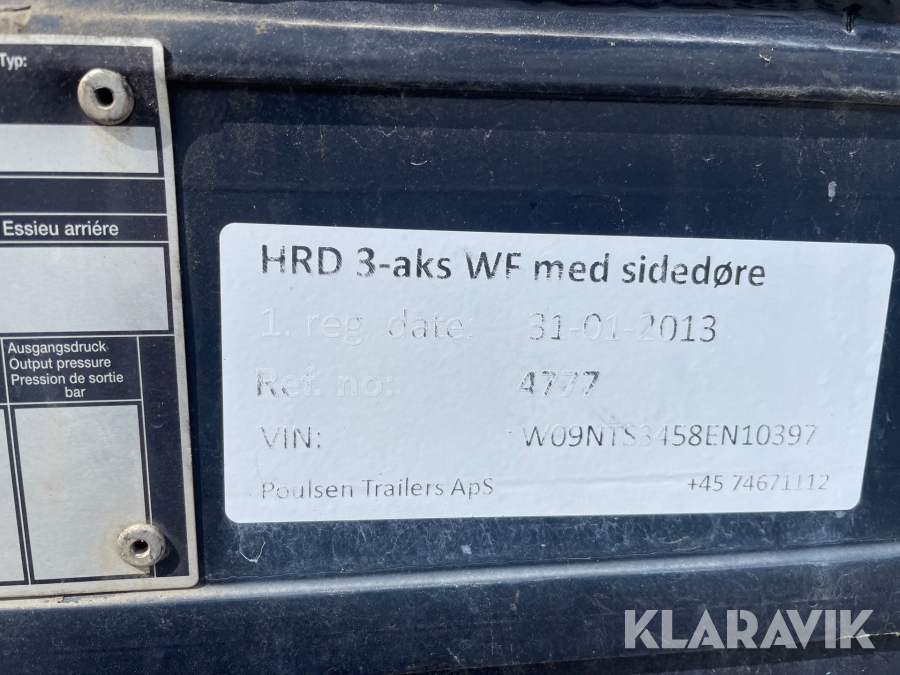 Typ:
Essieu arriére
Ausgangsdruck
Output pressure
Pression de sortie
bar
HRD 3-aks WF med sidedøre
1. reg. date: 31-01-2013
Ref. no: 4777
VIN: W09NTS3458EN10397
Poulsen Trailers ApS +45 74671112
KLARAVIK